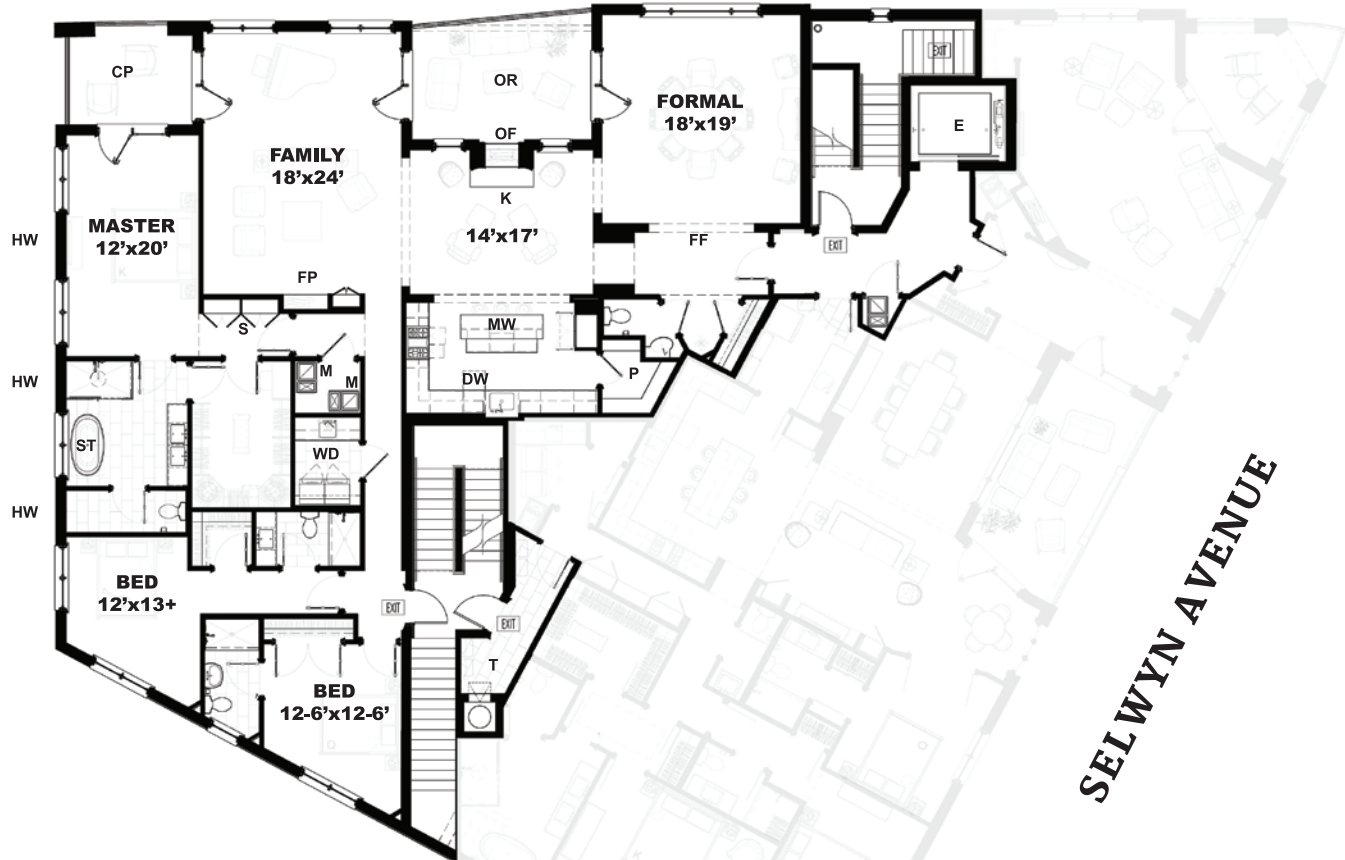 CP
OR
OF
FORMAL
18'x19'
EXIT
E
FAMILY
18'x24'
K
14'x17'
MASTER
12'x20'
K
HW
FF
EXIT
FP
S
MW
DW
P
M
M
HW
ST
WD
HW
BED
12'x13+
EXIT
EXIT
T
BED
12-6'x12-6'
SELWYN AVENUE
K